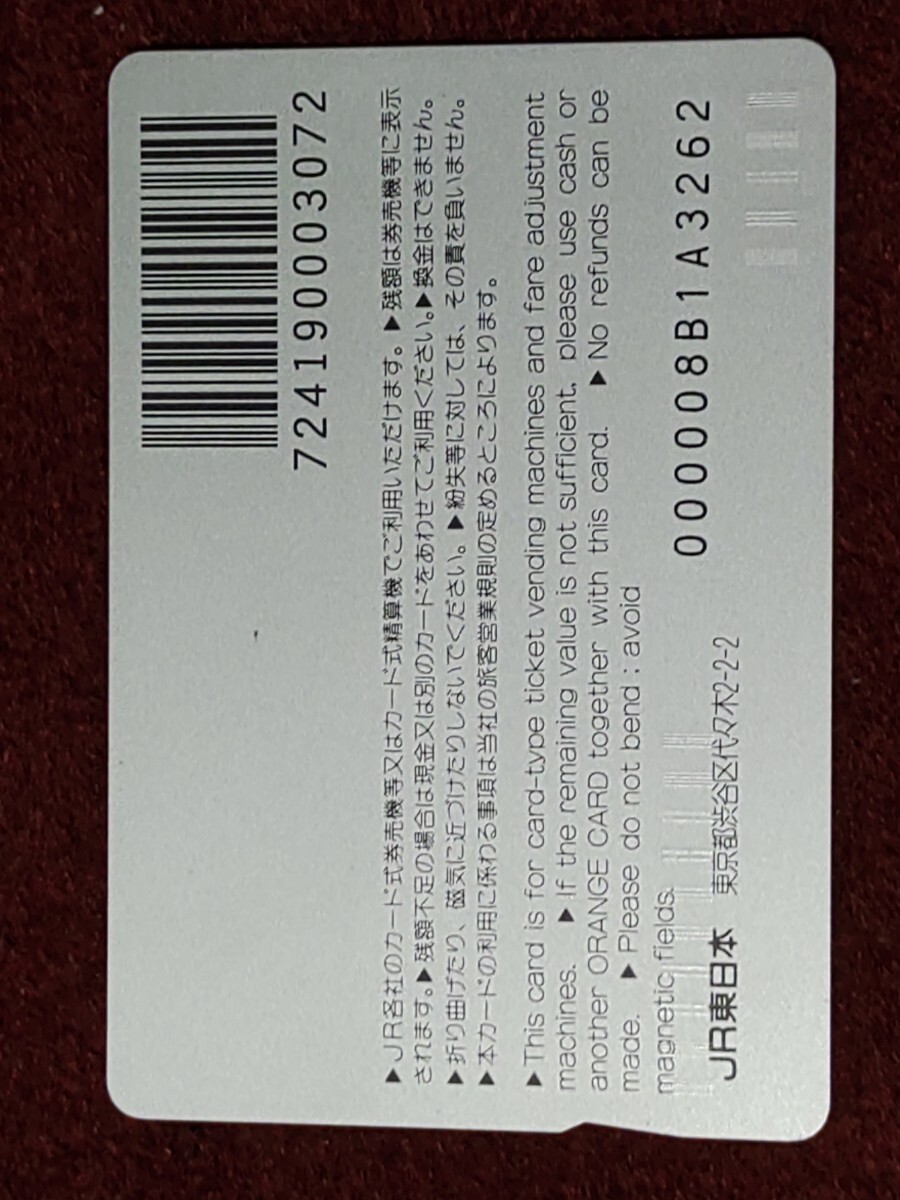 7241900003072
▶JR各社のカード式券売機等又はカード式精算機でご利用いただけます。▶残額は券売機等に表示
されます。▶残額不足の場合は現金又は別のカードをあわせてご利用ください。▶換金はできません。
▶折り曲げたり、磁気に近づけたりしないでください。▶紛失等に対しては、その責を負いません。
▶本カードの利用に係わる事項は当社の旅客営業規則の定めるところによります。
▶This card is for card-type ticket vending machines and fare adjustment
machines. ▶If the remaining value is not sufficient, please use cash or
another ORANGE CARD together with this card. ▶No refunds can be
made. ▶Please do not bend; avoid
magnetic fields.
00008B1A3262
JR東日本 東京都渋谷区代々木2-2-2